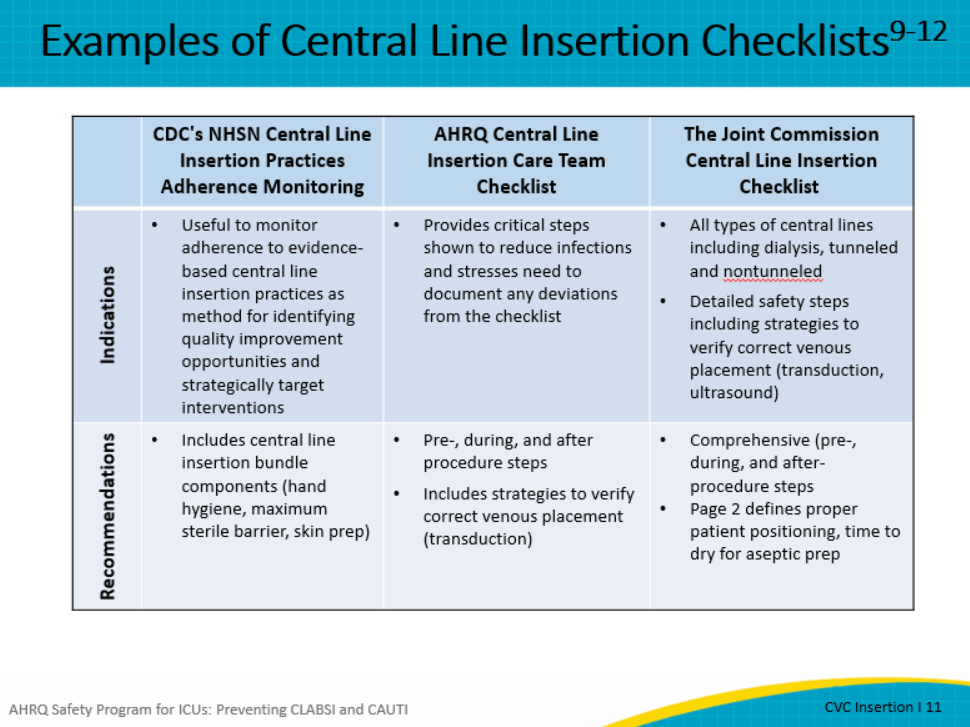 Examples of Central Line Insertion Checklists9-12
CDC's NHSN Central Line
Insertion Practices
Adherence Monitoring
AHRQ Central Line
Insertion Care Team
Checklist
The Joint Commission
Central Line Insertion
Checklist
Indications
• Useful to monitor
adherence to evidence-
based central line
insertion practices as
method for identifying
quality improvement
opportunities and
strategically target
interventions
• Provides critical steps
shown to reduce infections
and stresses need to
document any deviations
from the checklist
• All types of central lines
including dialysis, tunneled
and nontunneled
• Detailed safety steps
including strategies to
verify correct venous
placement (transduction,
ultrasound)
Recommendations
• Includes central line
insertion bundle
components (hand
hygiene, maximum
sterile barrier, skin prep)
• Pre-, during, and after
procedure steps
• Includes strategies to verify
correct venous placement
(transduction)
• Comprehensive (pre-,
during, and after-
procedure steps
• Page 2 defines proper
patient positioning, time to
dry for aseptic prep
AHRQ Safety Program for ICUs: Preventing CLABSI and CAUTI
CVC Insertion I 11